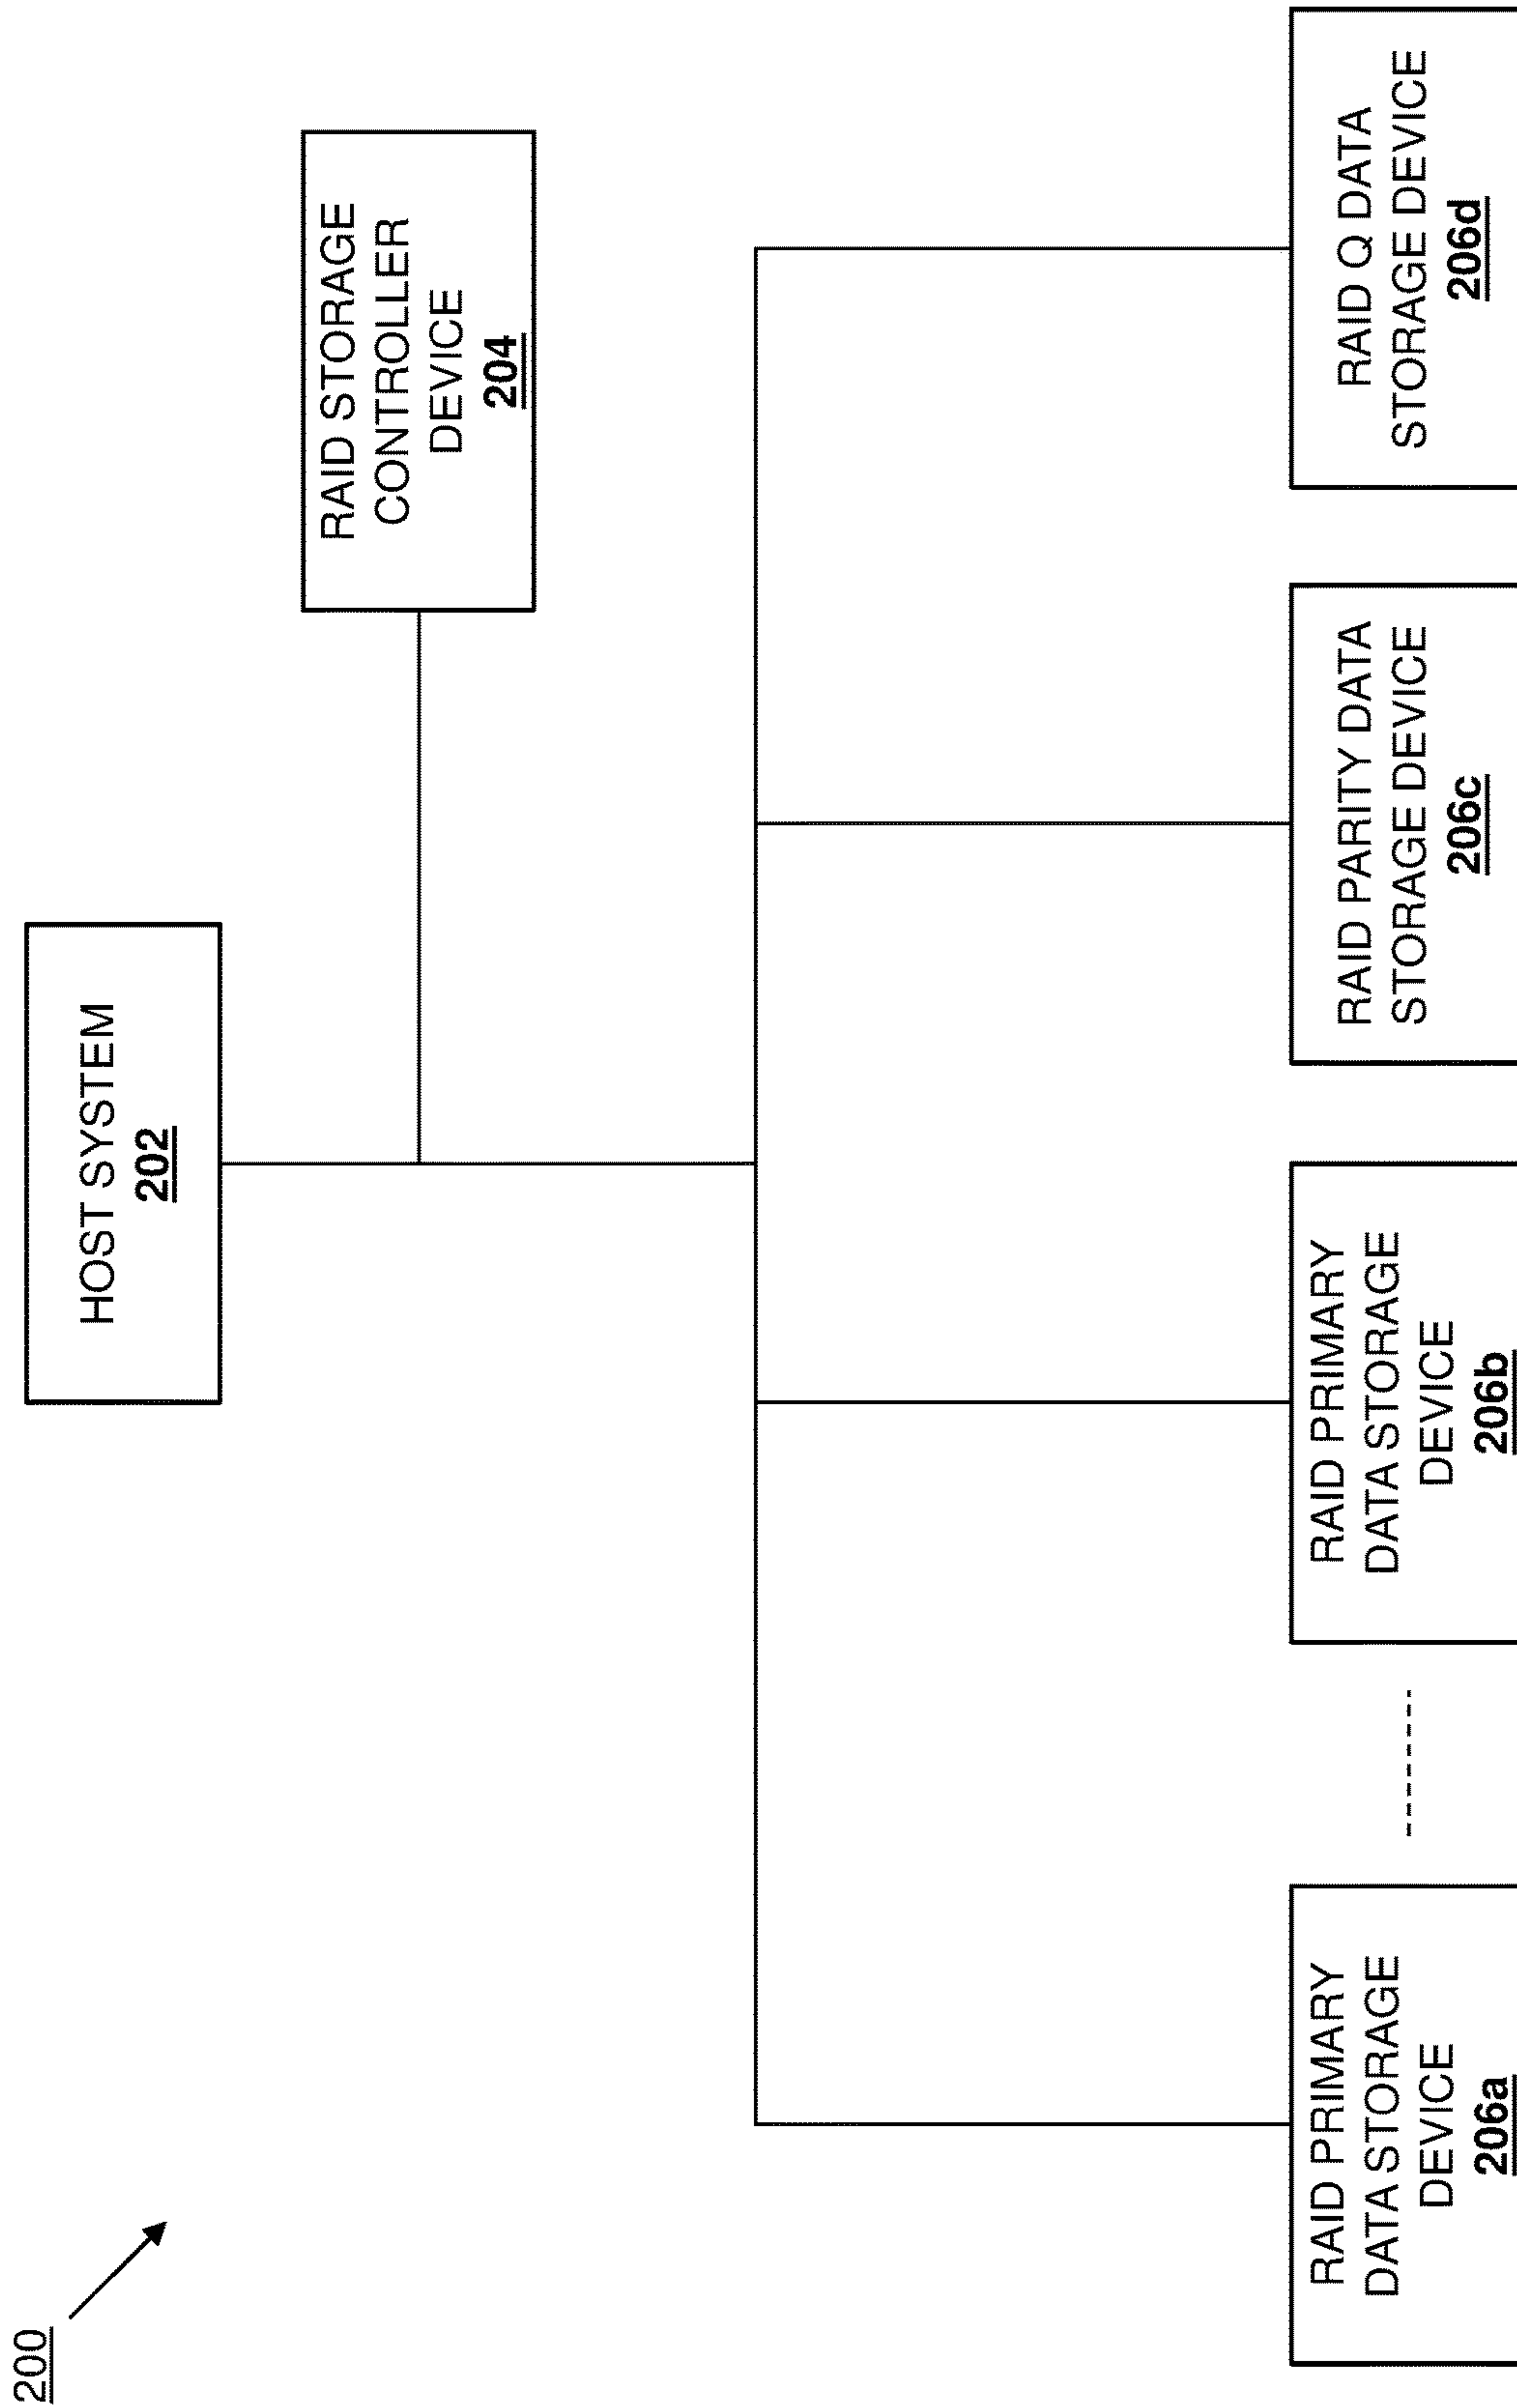 200
HOST SYSTEM
202
RAID STORAGE
CONTROLLER
DEVICE
204
RAID PRIMARY
DATA STORAGE
DEVICE
206a
RAID PRIMARY
DATA STORAGE
DEVICE
206b
RAID PARITY DATA
STORAGE DEVICE
206c
RAID Q DATA
STORAGE DEVICE
206d